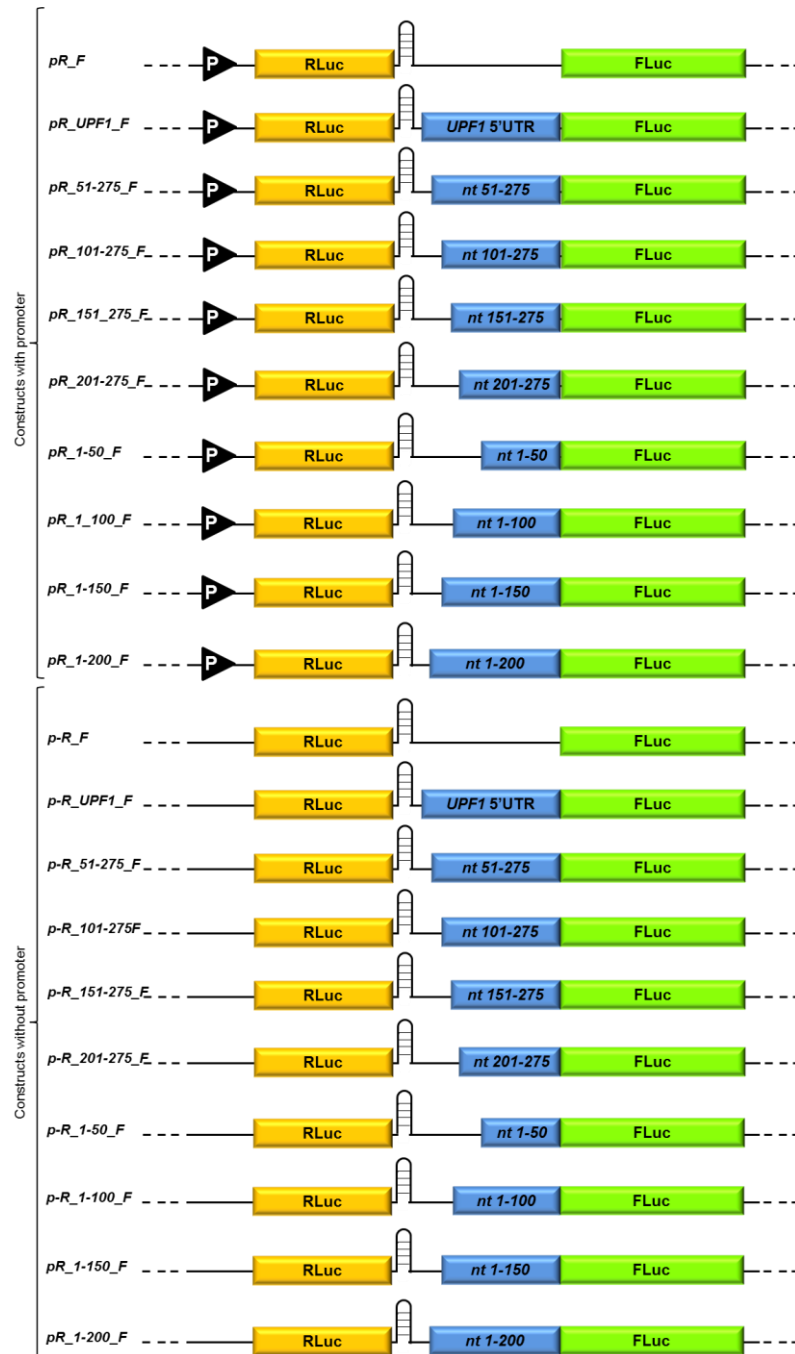 Constructs with promoter
pR_F P RLuc FLuc
pR_UPF1_F P RLuc UPF1 5'UTR FLuc
pR_51-275_F P RLuc nt 51-275 FLuc
pR_101-275_F P RLuc nt 101-275 FLuc
pR_151_275_F P RLuc nt 151-275 FLuc
pR_201-275_F P RLuc nt 201-275 FLuc
pR_1-50_F P RLuc nt 1-50 FLuc
pR_1_100_F P RLuc nt 1-100 FLuc
pR_1-150_F P RLuc nt 1-150 FLuc
pR_1-200_F P RLuc nt 1-200 FLuc
Constructs without promoter
p-R_F RLuc FLuc
p-R_UPF1_F RLuc UPF1 5'UTR FLuc
p-R_51-275_F RLuc nt 51-275 FLuc
p-R_101-275F RLuc nt 101-275 FLuc
p-R_151-275_F RLuc nt 151-275 FLuc
p-R_201-275_F RLuc nt 201-275 FLuc
p-R_1-50_F RLuc nt 1-50 FLuc
p-R_1-100_F RLuc nt 1-100 FLuc
pR_1-150_F RLuc nt 1-150 FLuc
pR_1-200_F RLuc nt 1-200 FLuc